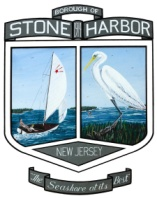 BOROUGH OF
STONE HARBOR
NEW JERSEY
The Seashore at its Best